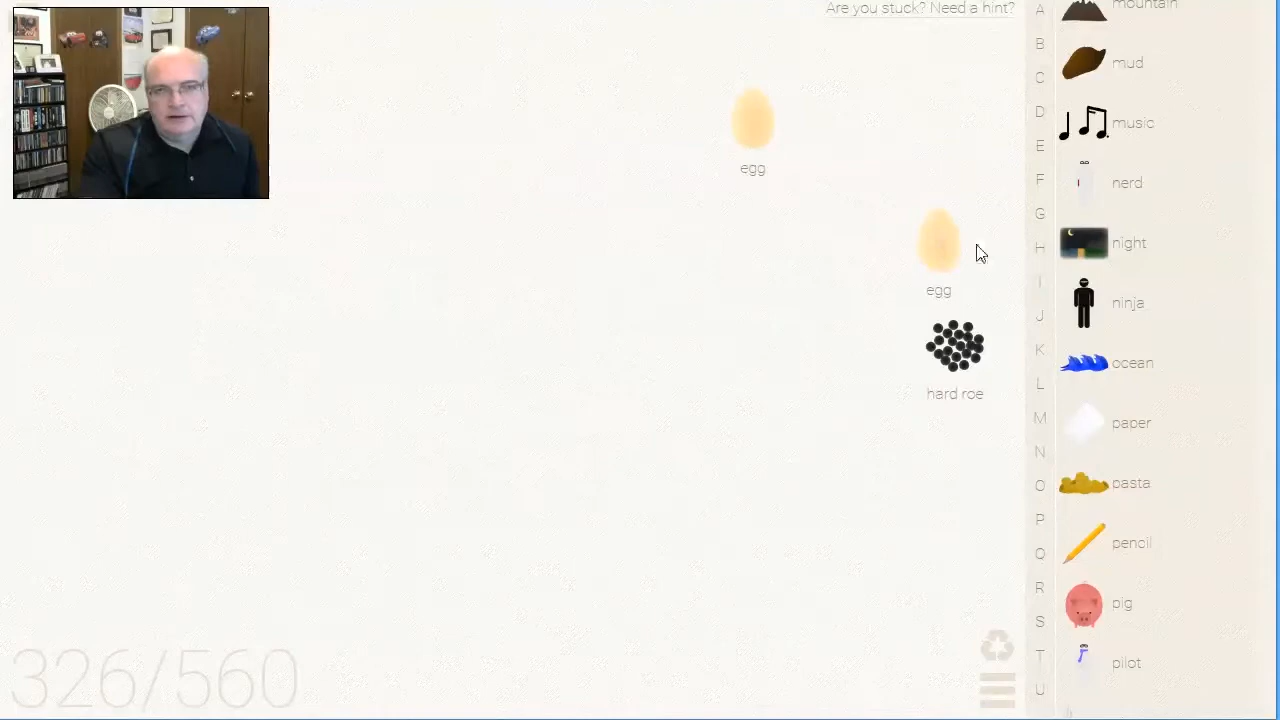 Are you stuck? Need a hint?
egg
egg
hard roe
326/560
A
B
C
D
E
F
G
H
I
J
K
L
M
N
O
P
Q
R
S
T
U
mountain
mud
music
nerd
night
ninja
ocean
paper
pasta
pencil
pig
pilot